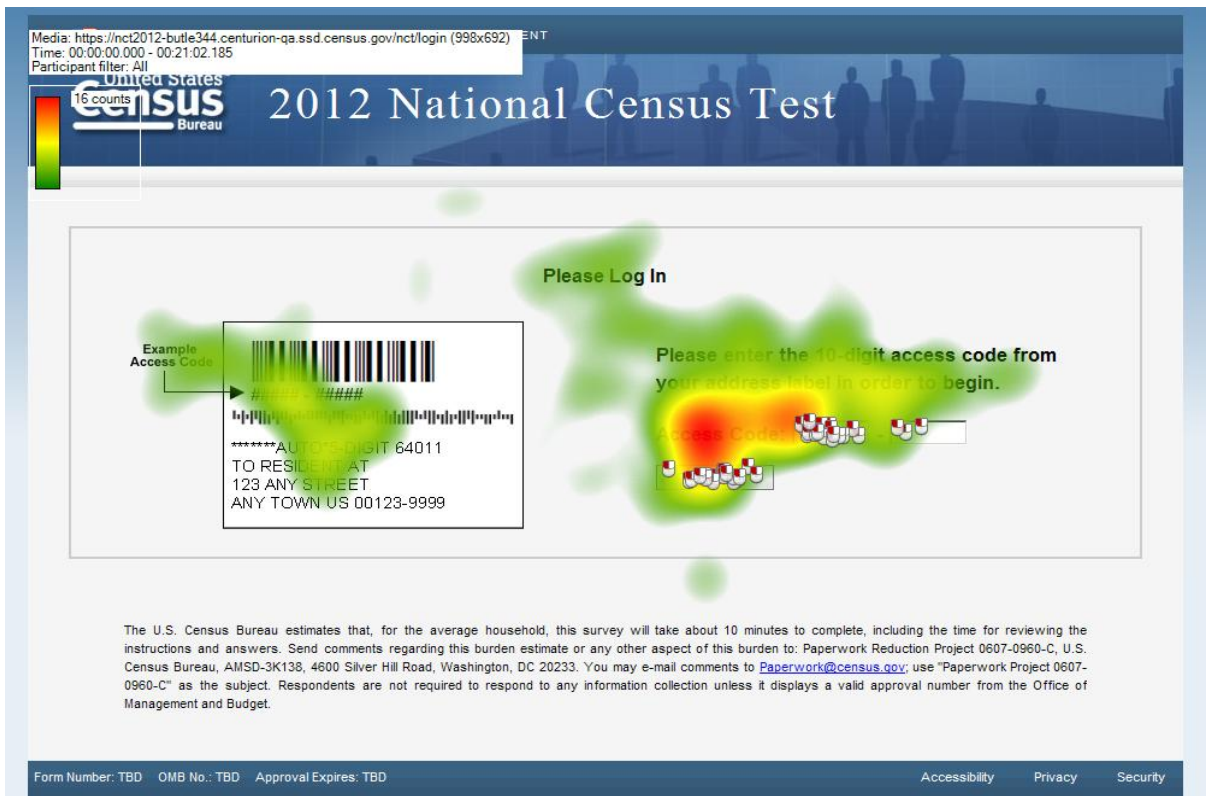 Media: https://nct2012-butle344.centurion-qa.ssd.census.gov/nct/login (998x692)
Time: 00:00:00.000 - 00:21:02.185
Participant filter: All
16 counts
United States
Census
Bureau
2012 National Census Test
Please Log In
Example
Access Code
##### - #####
*******AUTO*5-DIGIT 64011
TO RESIDENT AT
123 ANY STREET
ANY TOWN US 00123-9999
Please enter the 10-digit access code from
your address label in order to begin.
Access Code: -
The U.S. Census Bureau estimates that, for the average household, this survey will take about 10 minutes to complete, including the time for reviewing the
instructions and answers. Send comments regarding this burden estimate or any other aspect of this burden to: Paperwork Reduction Project 0607-0960-C, U.S.
Census Bureau, AMSD-3K138, 4600 Silver Hill Road, Washington, DC 20233. You may e-mail comments to Paperwork@census.gov; use "Paperwork Project 0607-
0960-C" as the subject. Respondents are not required to respond to any information collection unless it displays a valid approval number from the Office of
Management and Budget.
Form Number: TBD OMB No.: TBD Approval Expires: TBD
Accessibility Privacy Security